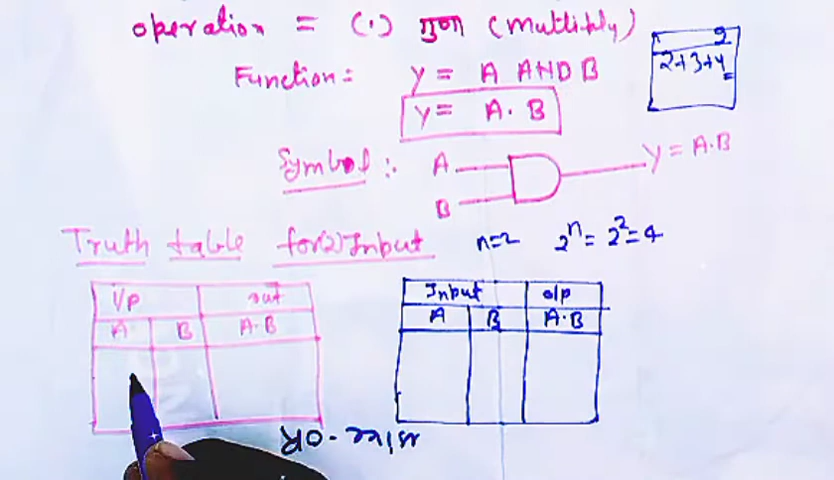 operation = (·) गुणा (multiply)
Function = Y = A AND B
Y = A · B
2+3+4=
Symbol :- A Y = A·B
B
Truth table for(2)Input n=2 2ⁿ = 2² = 4
i/p out
A B A·B
Input o/p
A B A·B